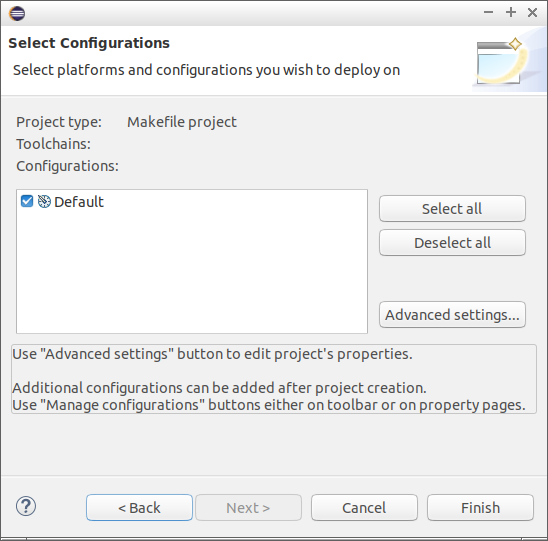 Select Configurations
Select platforms and configurations you wish to deploy on
Project type: Makefile project
Toolchains:
Configurations:
Default
Select all
Deselect all
Advanced settings...
Use "Advanced settings" button to edit project's properties.
Additional configurations can be added after project creation.
Use "Manage configurations" buttons either on toolbar or on property pages.
? < Back Next > Cancel Finish